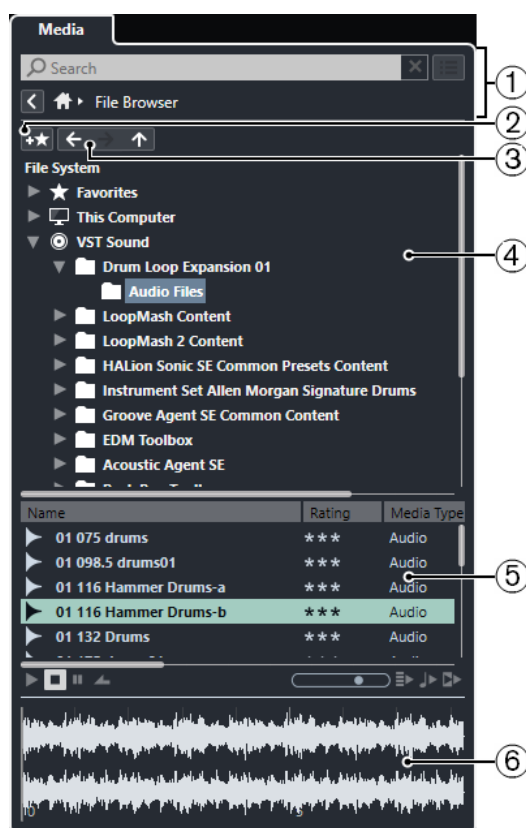 Media
Search
File Browser
1
2
3
File System
Favorites
This Computer
VST Sound
4
Drum Loop Expansion 01
Audio Files
LoopMash Content
LoopMash 2 Content
HALion Sonic SE Common Presets Content
Instrument Set Allen Morgan Signature Drums
Groove Agent SE Common Content
EDM Toolbox
Acoustic Agent SE
Name Rating Media Type
01 075 drums *** Audio
01 098.5 drums01 *** Audio
5
01 116 Hammer Drums-a *** Audio
01 116 Hammer Drums-b *** Audio
01 132 Drums *** Audio
6